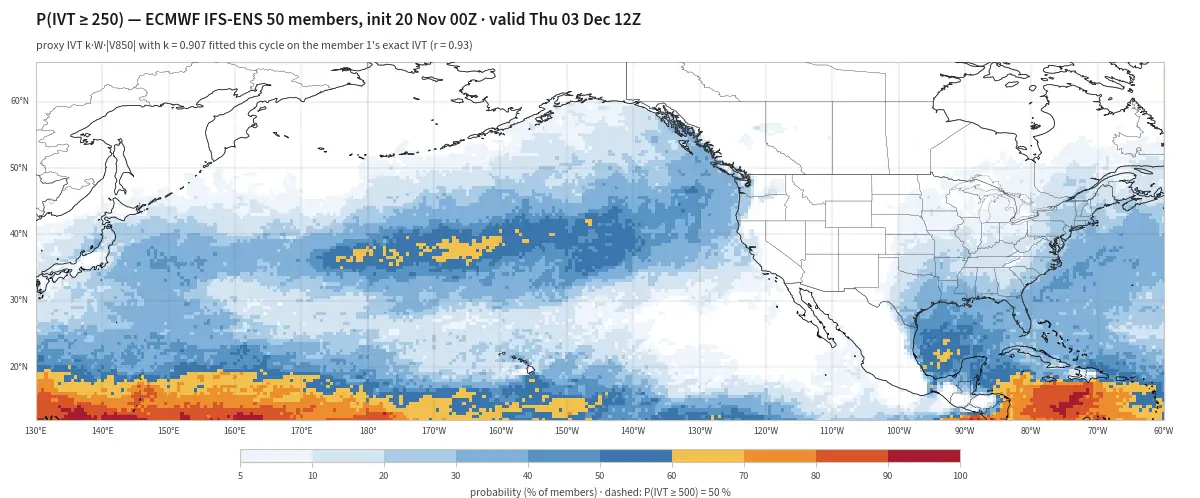 P(IVT ≥ 250) — ECMWF IFS-ENS 50 members, init 20 Nov 00Z · valid Thu 03 Dec 12Z
proxy IVT k·W·|V850| with k = 0.907 fitted this cycle on the member 1's exact IVT (r = 0.93)
60°N
50°N
40°N
30°N
20°N
130°E 140°E 150°E 160°E 170°E 180° 170°W 160°W 150°W 140°W 130°W 120°W 110°W 100°W 90°W 80°W 70°W 60°W
5 10 20 30 40 50 60 70 80 90 100
probability (% of members) · dashed: P(IVT ≥ 500) = 50 %